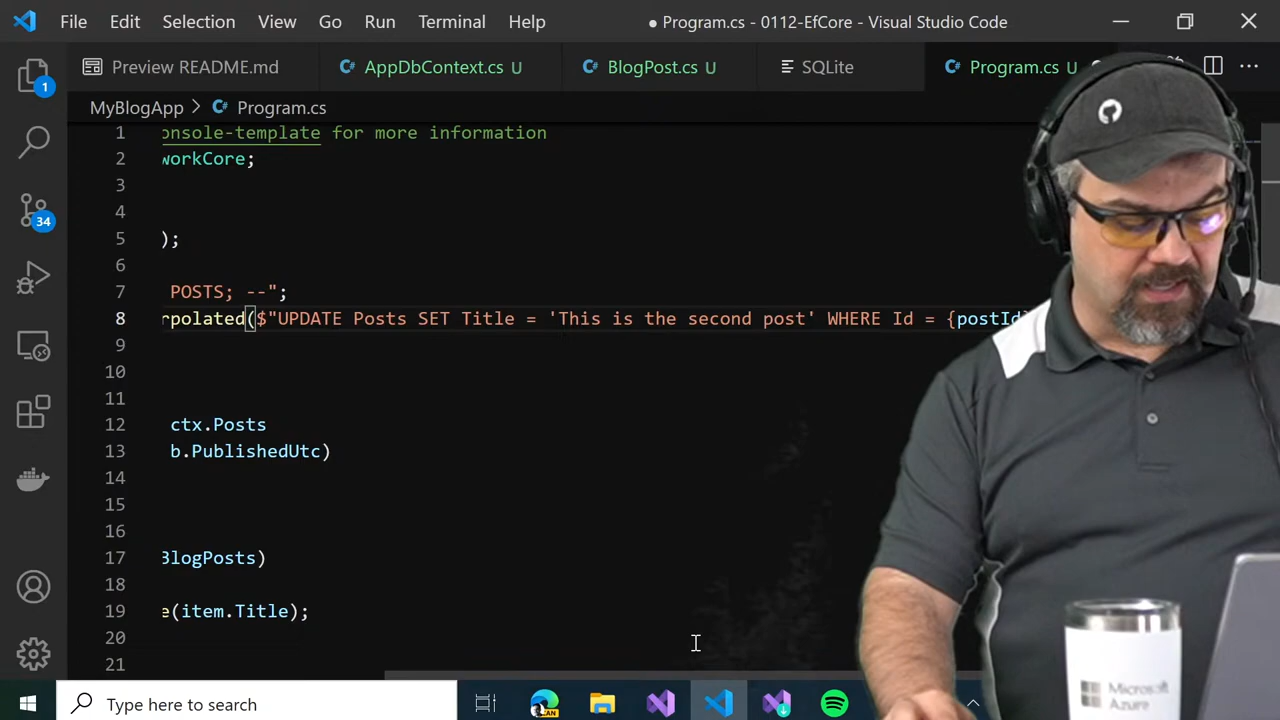 File Edit Selection View Go Run Terminal Help ● Program.cs - 0112-EfCore - Visual Studio Code
Preview README.md AppDbContext.cs U BlogPost.cs U SQLite Program.cs U
MyBlogApp > Program.cs
1 onsole-template for more information
2 workCore;
3
4
5 );
6
7 POSTS; --";
8 rpolated($"UPDATE Posts SET Title = 'This is the second post' WHERE Id = {postId
9
10
11
12 ctx.Posts
13 b.PublishedUtc)
14
15
16
17 BlogPosts)
18
19 e(item.Title);
20
21
1
34
Type here to search
CAN
Microsoft
Azure